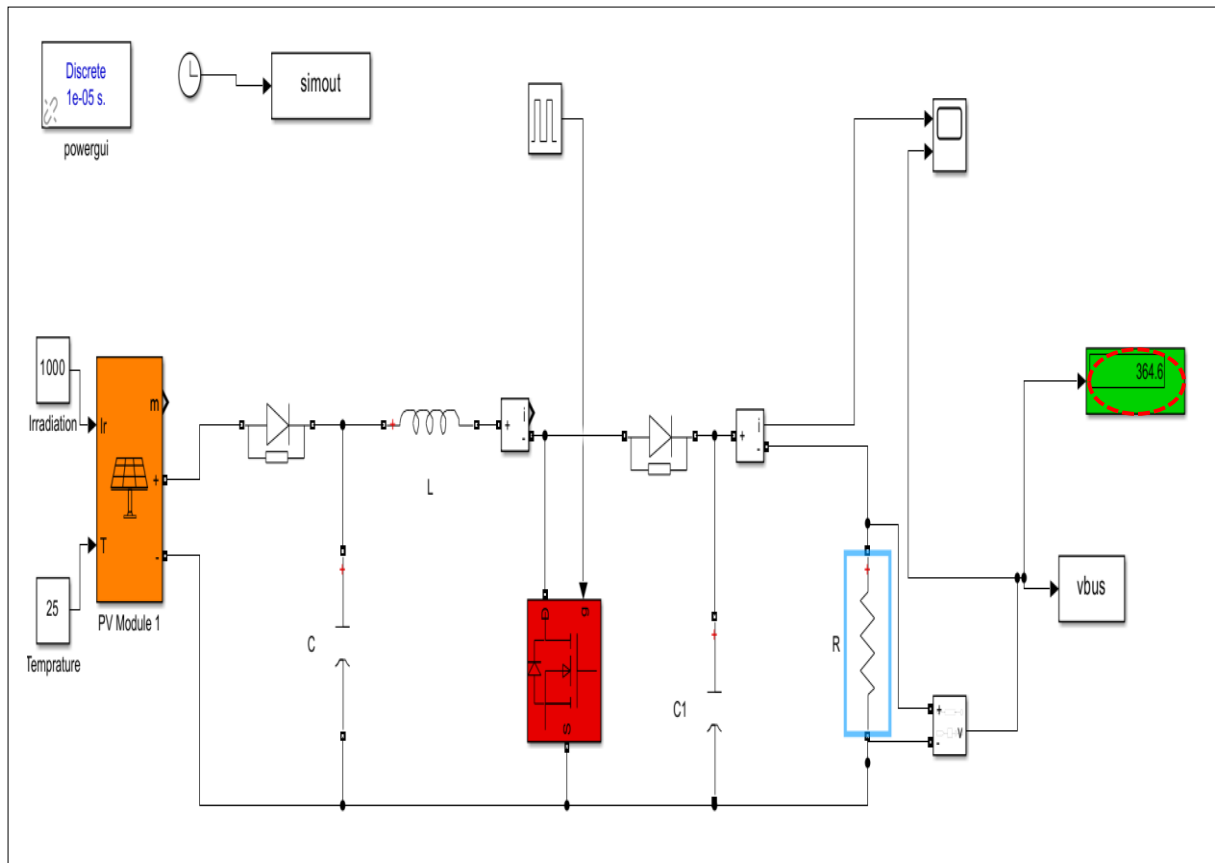 Discrete
1e-05 s.
powergui
simout
1000
Irradiation
Ir
m
+
T
-
PV Module 1
25
Temprature
+
L
+
i
-
+
i
-
364.6
+
C
D
g
S
+
C1
+
R
+
-
v
vbus